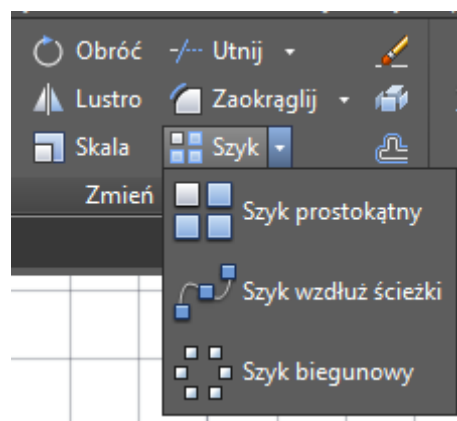 Obróć Utnij
Lustro Zaokrąglij
Skala Szyk
Zmień
Szyk prostokątny
Szyk wzdłuż ścieżki
Szyk biegunowy